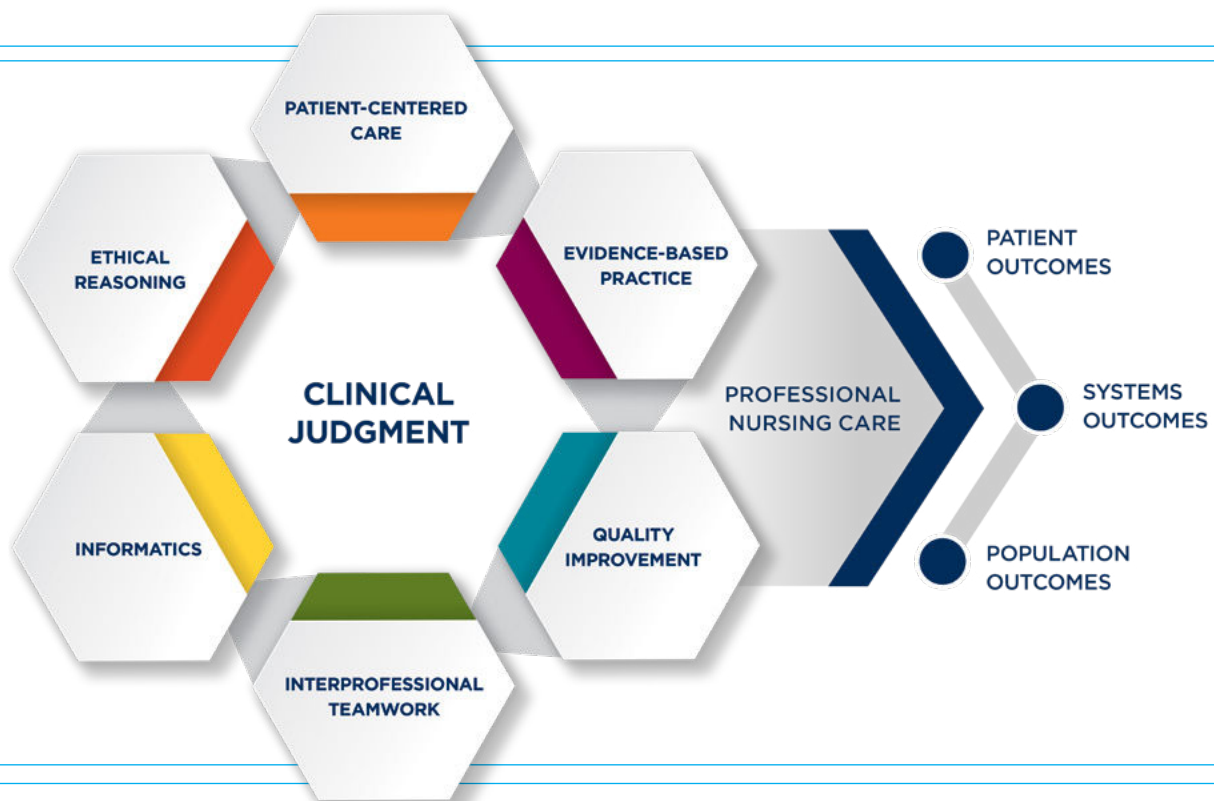 PATIENT-CENTERED
CARE
ETHICAL
REASONING
EVIDENCE-BASED
PRACTICE
CLINICAL
JUDGMENT
INFORMATICS
QUALITY
IMPROVEMENT
INTERPROFESSIONAL
TEAMWORK
PROFESSIONAL
NURSING CARE
PATIENT
OUTCOMES
SYSTEMS
OUTCOMES
POPULATION
OUTCOMES